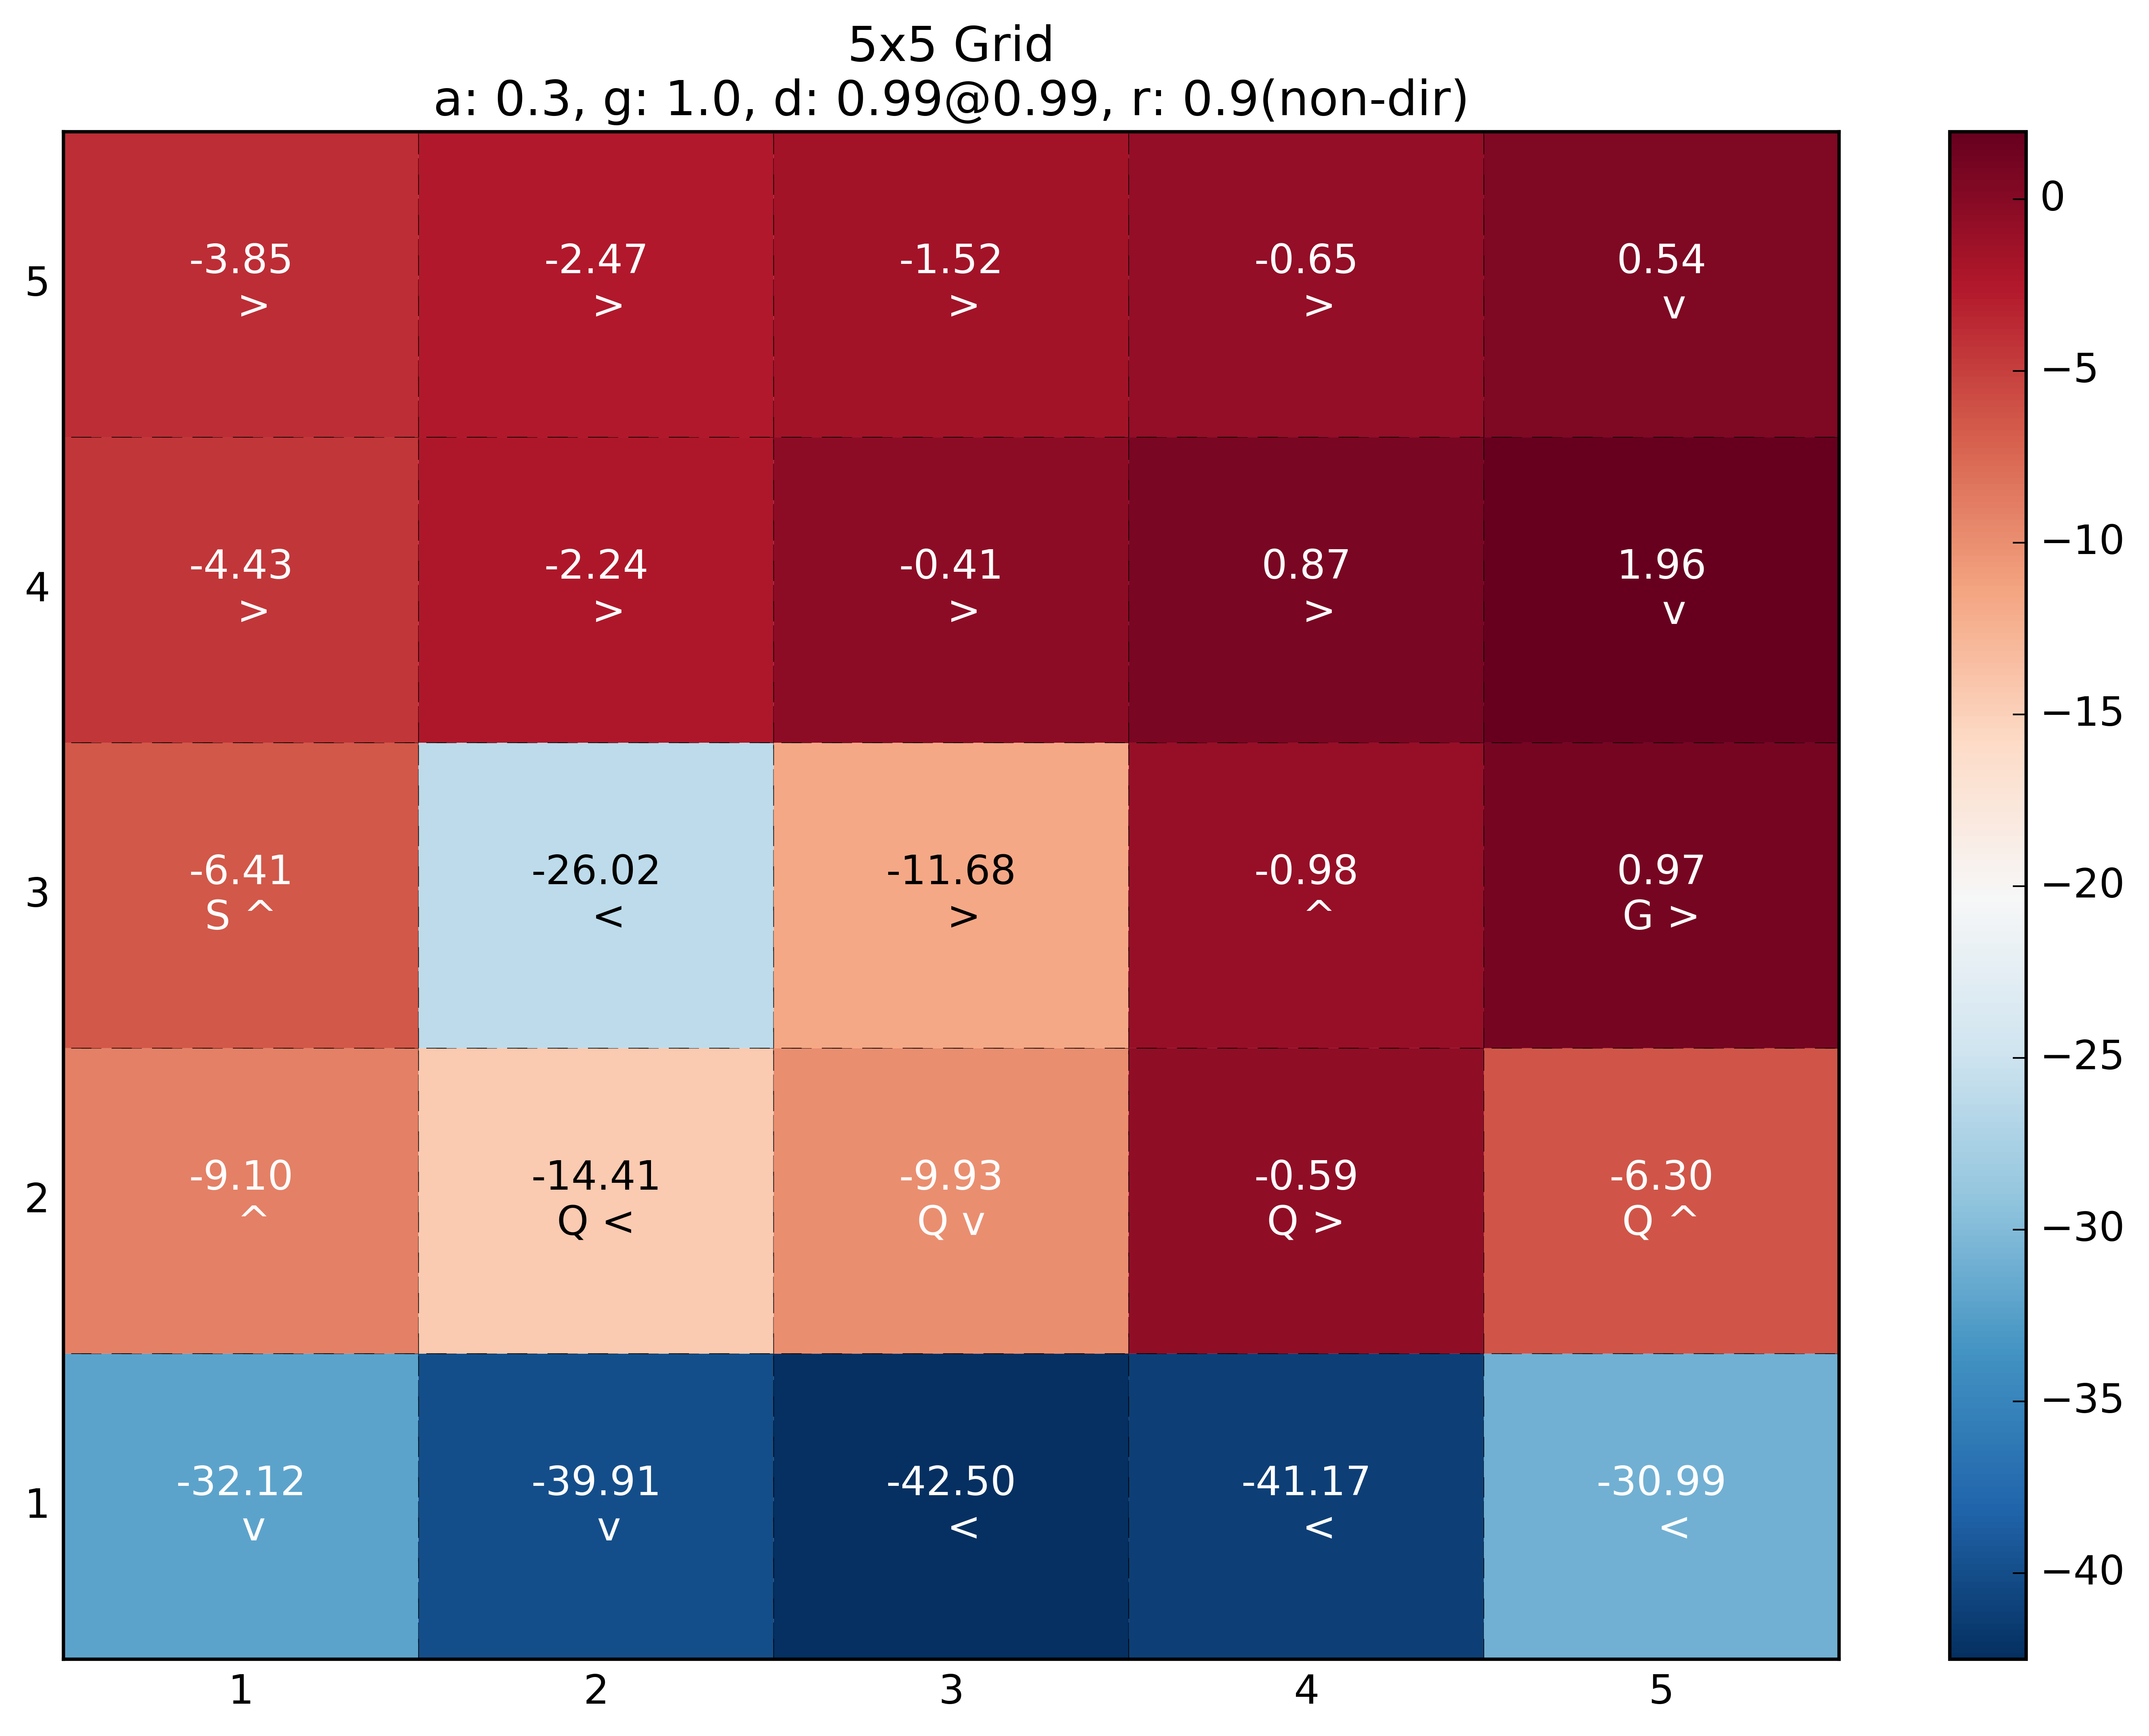 5x5 Grid
a: 0.3, g: 1.0, d: 0.99@0.99, r: 0.9(non-dir)
5 -3.85 -2.47 -1.52 -0.65 0.54
> > > > v
4 -4.43 -2.24 -0.41 0.87 1.96
> > > > v
3 -6.41 -26.02 -11.68 -0.98 0.97
S ^ < > ^ G >
2 -9.10 -14.41 -9.93 -0.59 -6.30
^ Q < Q v Q > Q ^
1 -32.12 -39.91 -42.50 -41.17 -30.99
v v < < <
1 2 3 4 5
0
−5
−10
−15
−20
−25
−30
−35
−40